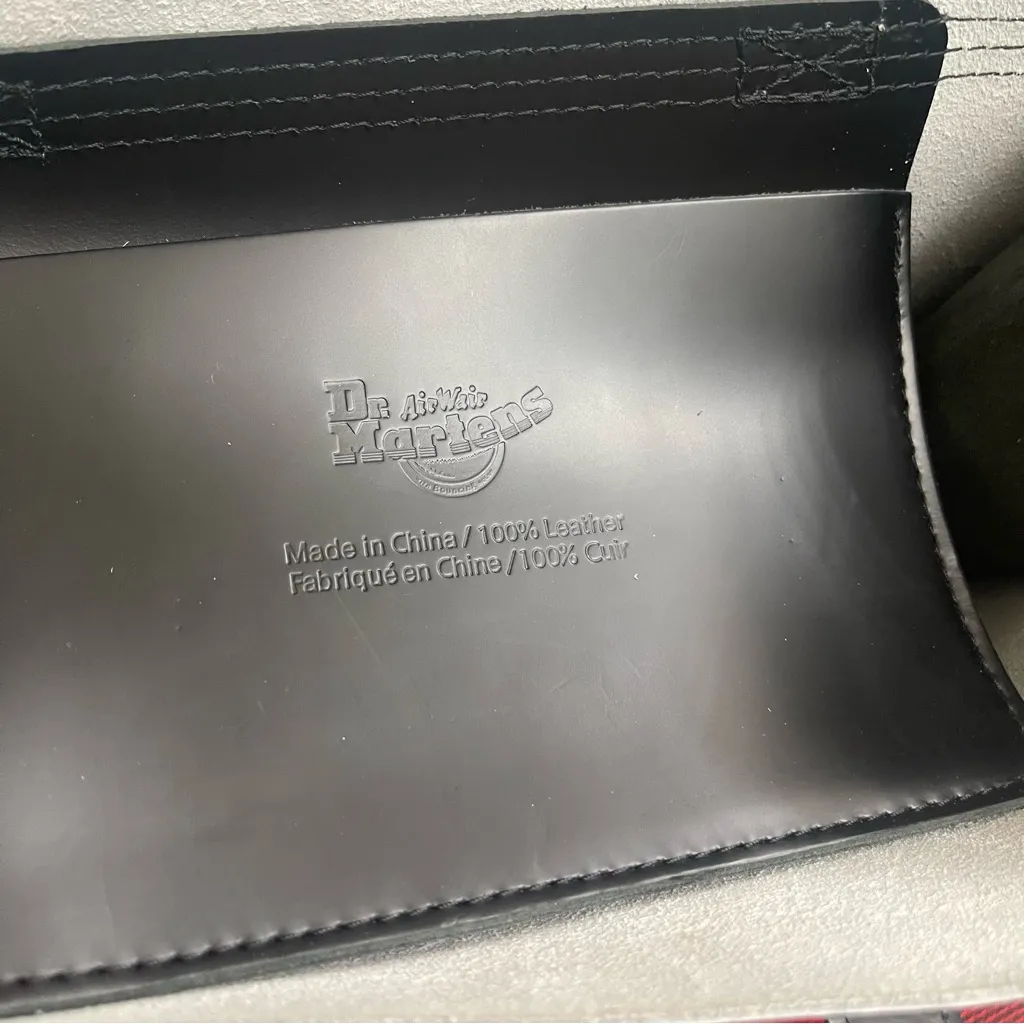 Dr. AirWair
Martens
Made in China / 100% Leather
Fabriqué en Chine /100% Cuir